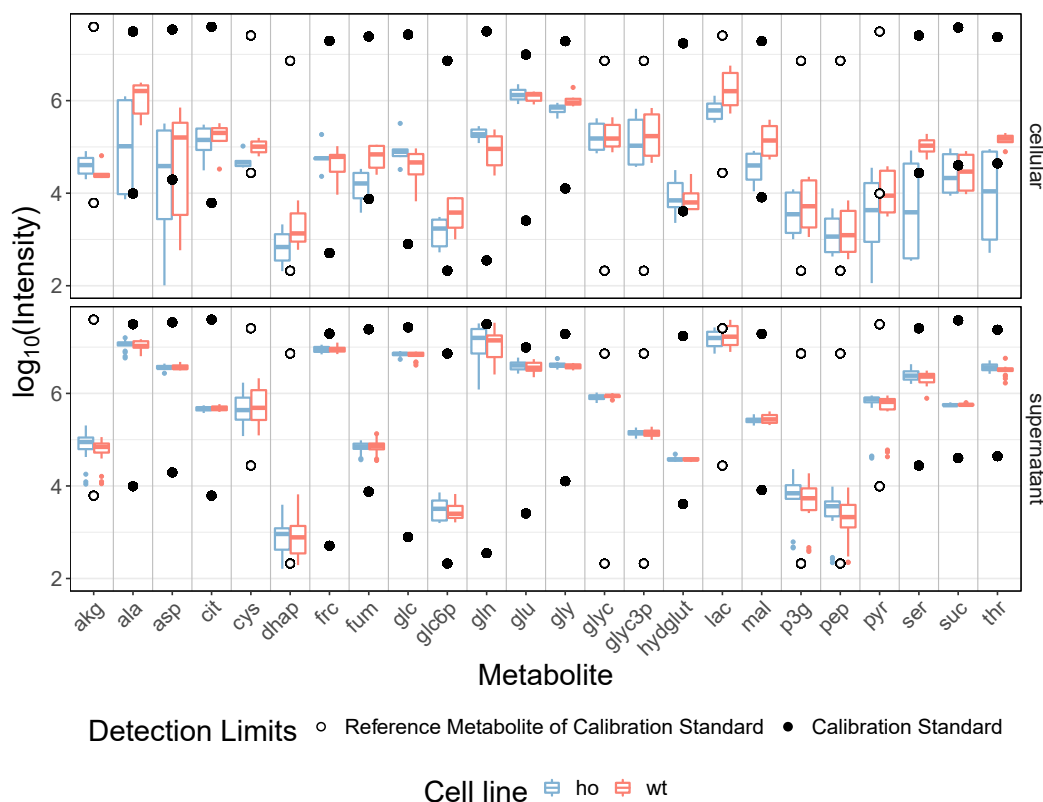 cellular
6
4
2
supernatant
6
4
2
log10(Intensity)
akg ala asp cit cys dhap frc fum glc glc6p gln glu gly glyc glyc3p hydglut lac mal p3g pep pyr ser suc thr
Metabolite
Detection Limits Reference Metabolite of Calibration Standard Calibration Standard
Cell line ho wt